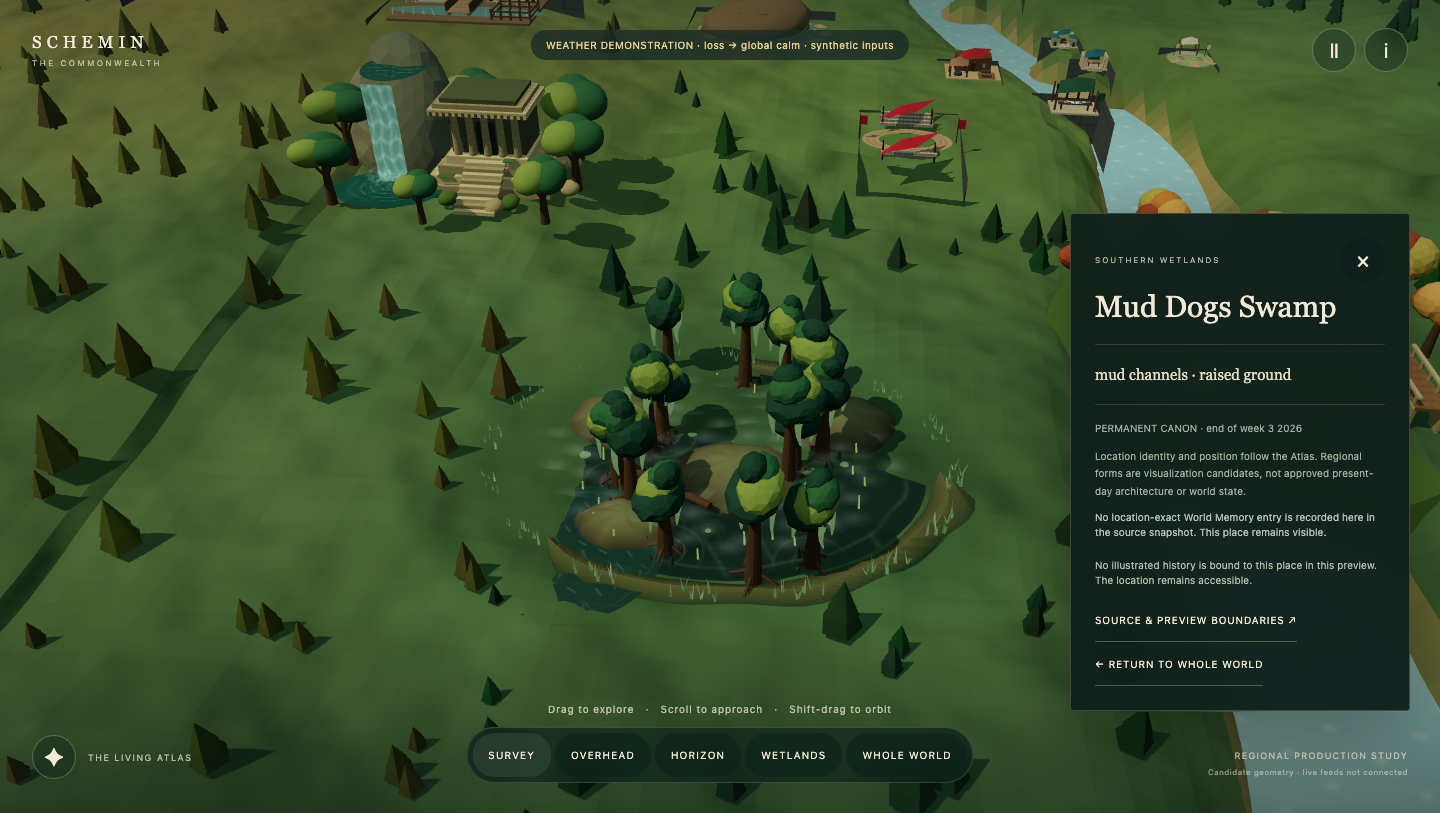 SCHEMIN
THE COMMONWEALTH
WEATHER DEMONSTRATION · loss → global calm · synthetic inputs
i
SOUTHERN WETLANDS
×
Mud Dogs Swamp
mud channels · raised ground
PERMANENT CANON · end of week 3 2026
Location identity and position follow the Atlas. Regional
forms are visualization candidates, not approved present-
day architecture or world state.
No location-exact World Memory entry is recorded here in
the source snapshot. This place remains visible.
No illustrated history is bound to this place in this preview.
The location remains accessible.
SOURCE & PREVIEW BOUNDARIES ↗
← RETURN TO WHOLE WORLD
Drag to explore · Scroll to approach · Shift-drag to orbit
SURVEY OVERHEAD HORIZON WETLANDS WHOLE WORLD
THE LIVING ATLAS
REGIONAL PRODUCTION STUDY
Candidate geometry · live feeds not connected